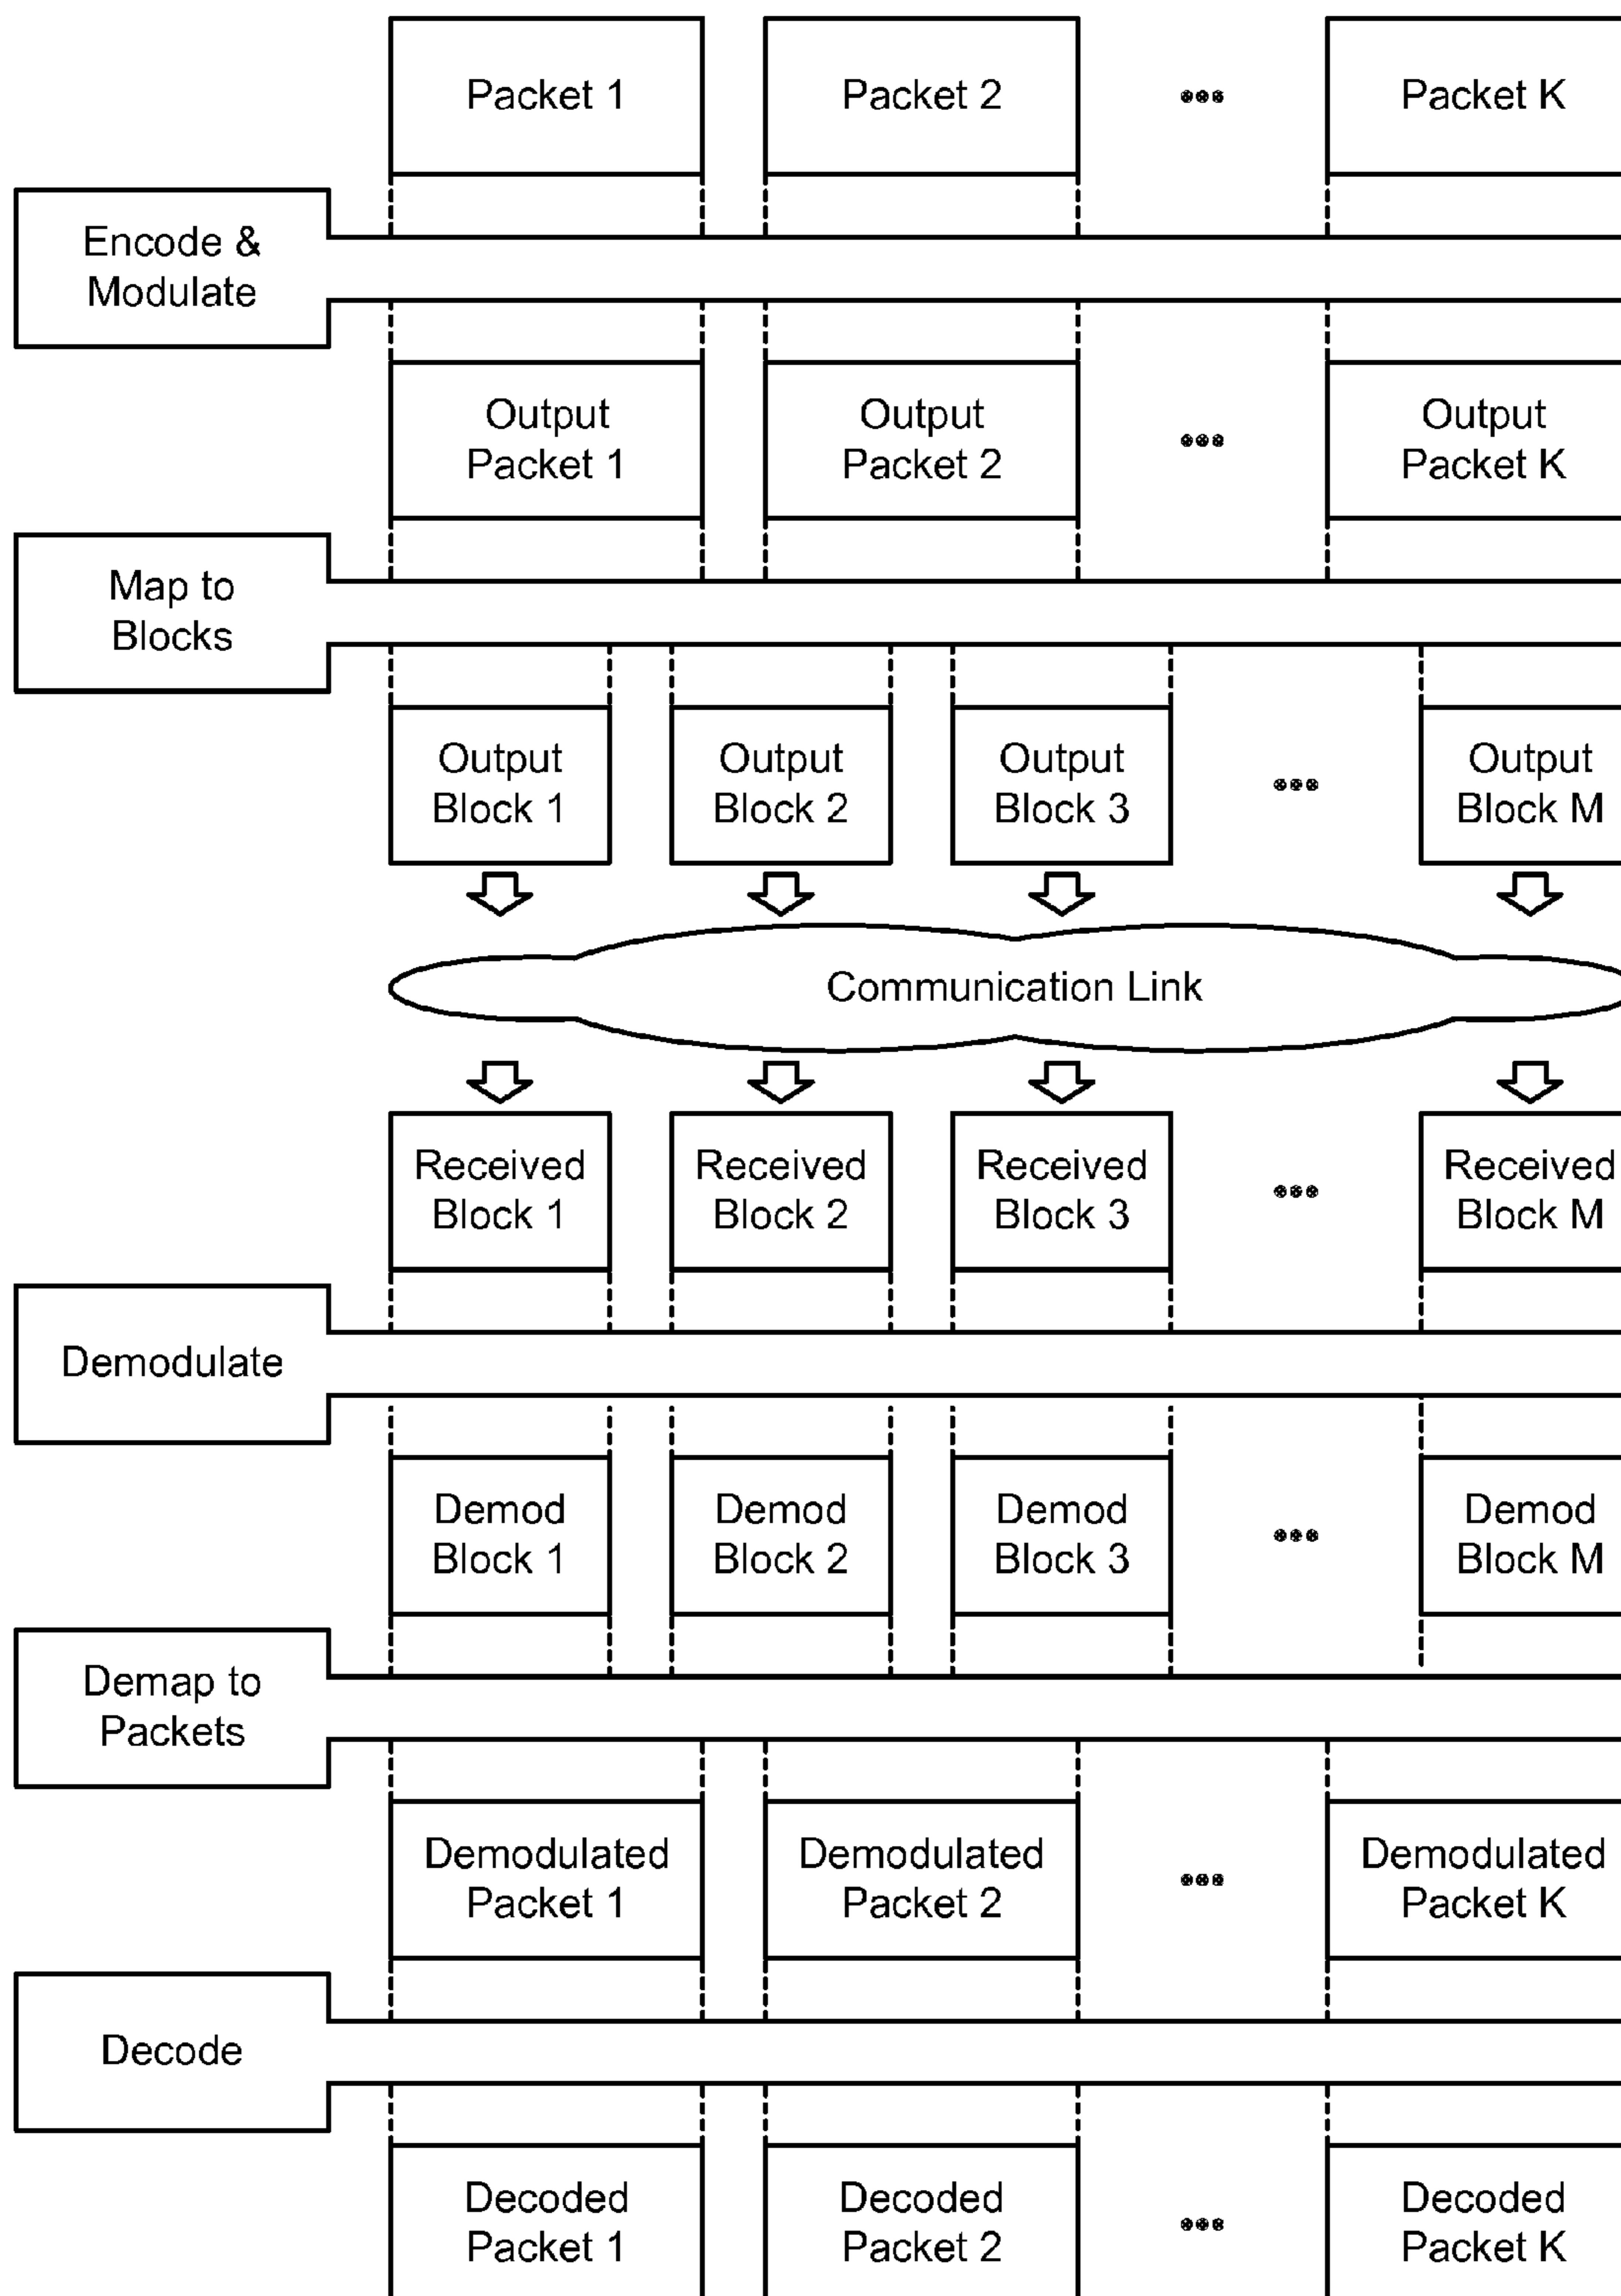 Packet 1
Packet 2
Packet K
Encode &
Modulate
Output
Packet 1
Output
Packet 2
Output
Packet K
Map to
Blocks
Output
Block 1
Output
Block 2
Output
Block 3
Output
Block M
Communication Link
Received
Block 1
Received
Block 2
Received
Block 3
Received
Block M
Demodulate
Demod
Block 1
Demod
Block 2
Demod
Block 3
Demod
Block M
Demap to
Packets
Demodulated
Packet 1
Demodulated
Packet 2
Demodulated
Packet K
Decode
Decoded
Packet 1
Decoded
Packet 2
Decoded
Packet K